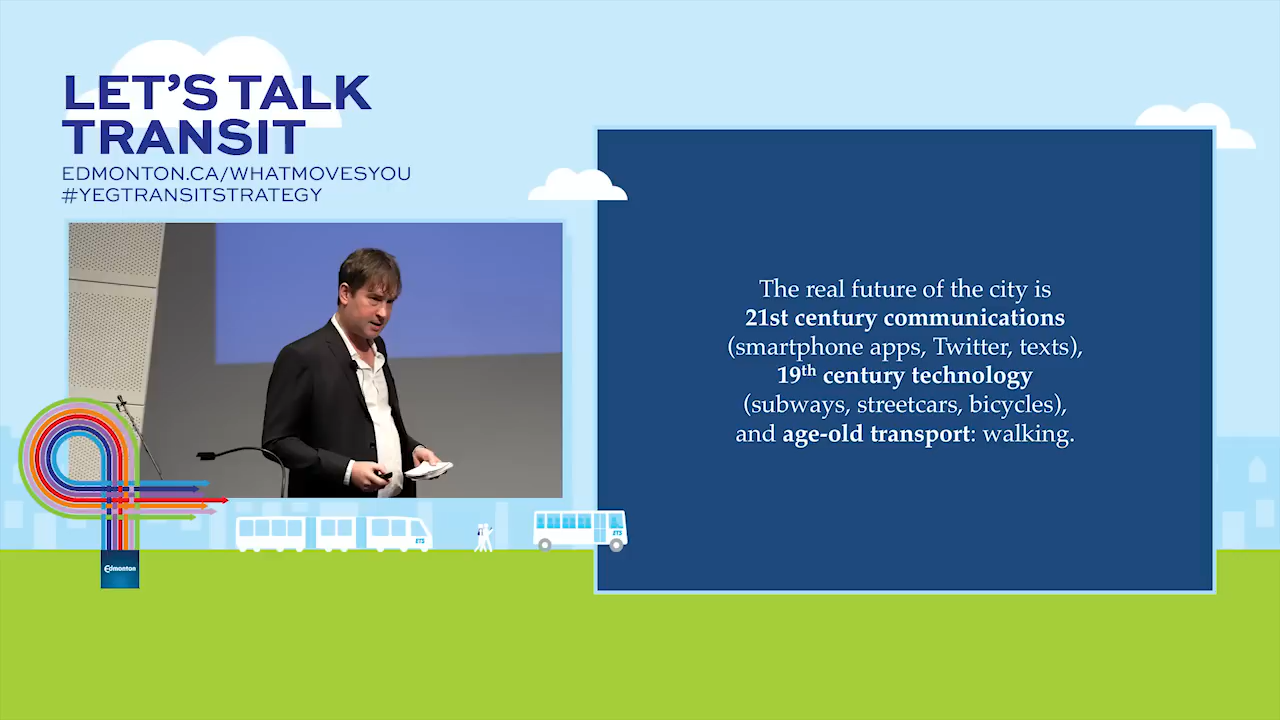 LET'S TALK
TRANSIT
EDMONTON.CA/WHATMOVESYOU
#YEGTRANSITSTRATEGY
The real future of the city is
21st century communications
(smartphone apps, Twitter, texts),
19th century technology
(subways, streetcars, bicycles),
and age-old transport: walking.
ETS
ETS
Edmonton